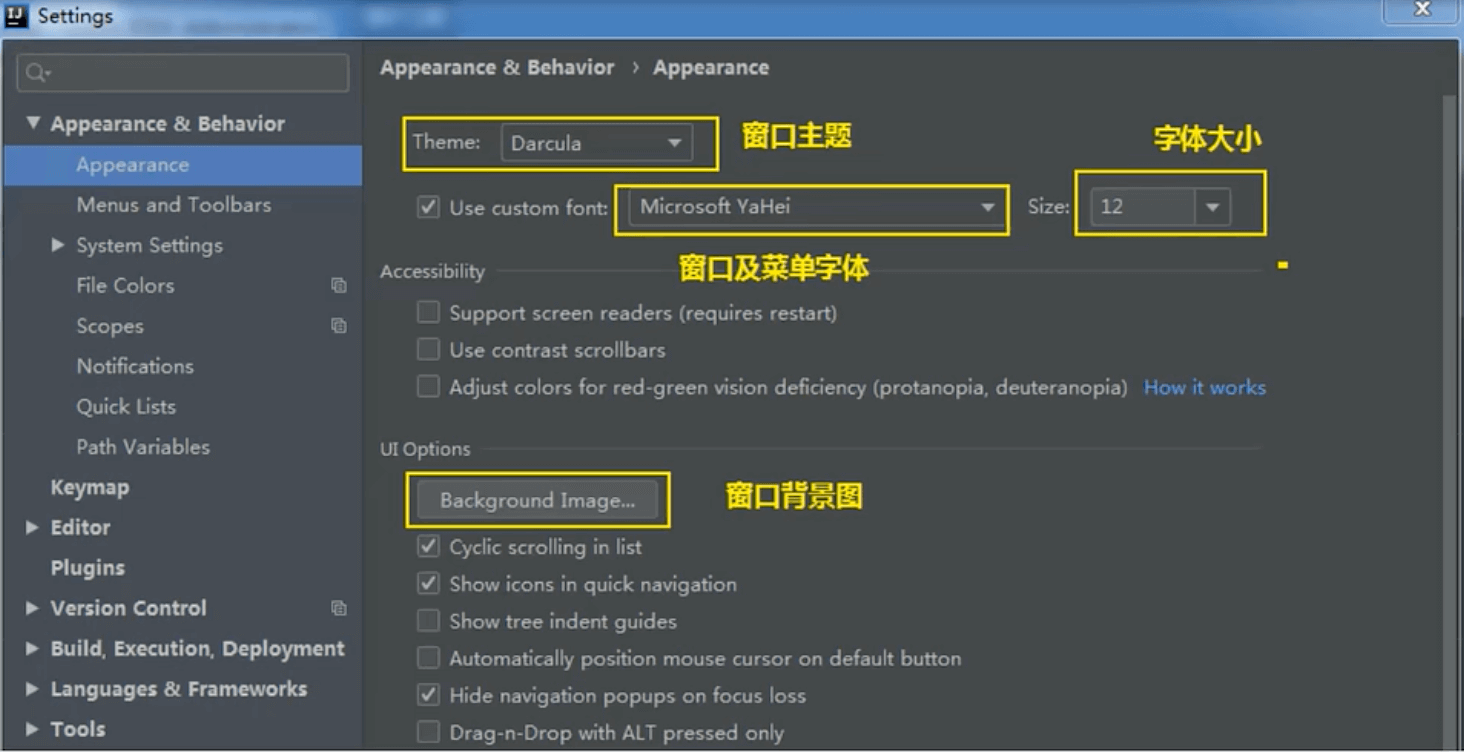 IJ Settings
Appearance & Behavior › Appearance
Appearance & Behavior
Appearance
Menus and Toolbars
System Settings
File Colors
Scopes
Notifications
Quick Lists
Path Variables
Keymap
Editor
Plugins
Version Control
Build, Execution, Deployment
Languages & Frameworks
Tools
Theme: Darcula 窗口主题 字体大小
Use custom font: Microsoft YaHei Size: 12
窗口及菜单字体
Accessibility
Support screen readers (requires restart)
Use contrast scrollbars
Adjust colors for red-green vision deficiency (protanopia, deuteranopia) How it works
UI Options
Background Image... 窗口背景图
Cyclic scrolling in list
Show icons in quick navigation
Show tree indent guides
Automatically position mouse cursor on default button
Hide navigation popups on focus loss
Drag-n-Drop with ALT pressed only